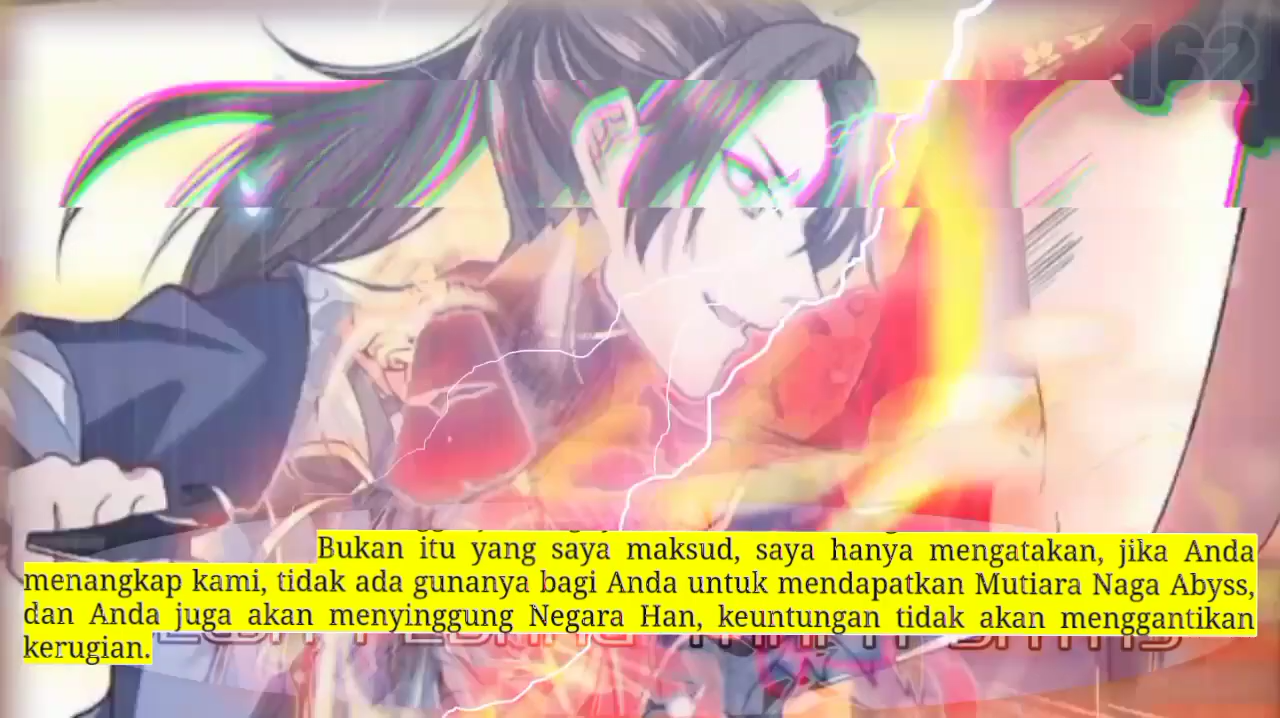 162
Bukan itu yang saya maksud, saya hanya mengatakan, jika Anda
menangkap kami, tidak ada gunanya bagi Anda untuk mendapatkan Mutiara Naga Abyss,
dan Anda juga akan menyinggung Negara Han, keuntungan tidak akan menggantikan
kerugian.